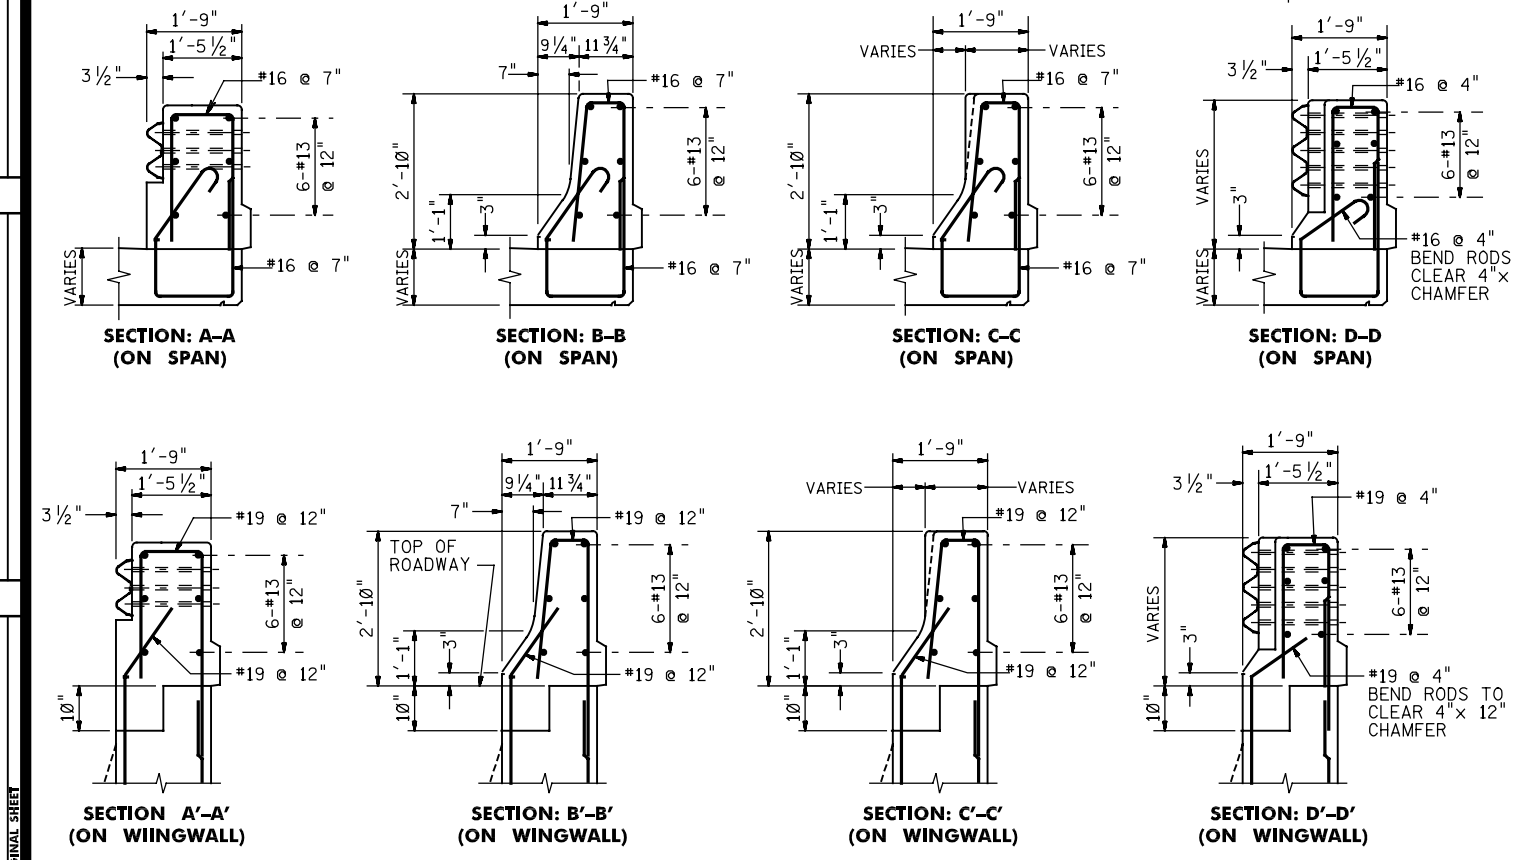 1'-9"
1'-5 ½"
3 ½"
#16 @ 7"
6-#13
@ 12"
#16 @ 7"
VARIES
SECTION: A–A
(ON SPAN)
1'-9"
9 ¼" 11 ¾"
7"
#16 @ 7"
2'-10"
1'-1"
3"
6-#13
@ 12"
#16 @ 7"
VARIES
SECTION: B–B
(ON SPAN)
1'-9"
VARIES VARIES
#16 @ 7"
2'-10"
1'-1"
3"
6-#13
@ 12"
#16 @ 7"
VARIES
SECTION: C–C
(ON SPAN)
1'-9"
1'-5 ½"
3 ½"
#16 @ 4"
VARIES
3"
6-#13
@ 12"
#16 @ 4"
BEND RODS
CLEAR 4"x
CHAMFER
VARIES
SECTION: D–D
(ON SPAN)
1'-9"
1'-5 ½"
3 ½"
#19 @ 12"
6-#13
@ 12"
#19 @ 12"
10"
SECTION A'–A'
(ON WIINGWALL)
1'-9"
9 ¼" 11 ¾"
7"
#19 @ 12"
TOP OF
ROADWAY
2'-10"
1'-1"
3"
6-#13
@ 12"
#19 @ 12"
10"
SECTION: B'–B'
(ON WINGWALL)
1'-9"
VARIES VARIES
#19 @ 12"
2'-10"
1'-1"
3"
6-#13
@ 12"
#19 @ 12"
10"
SECTION: C'–C'
(ON WINGWALL)
1'-9"
1'-5 ½"
3 ½"
#19 @ 4"
VARIES
3"
6-#13
@ 12"
#19 @ 4"
BEND RODS TO
CLEAR 4"x 12"
CHAMFER
10"
SECTION: D'–D'
(ON WINGWALL)
GINAL SHEET